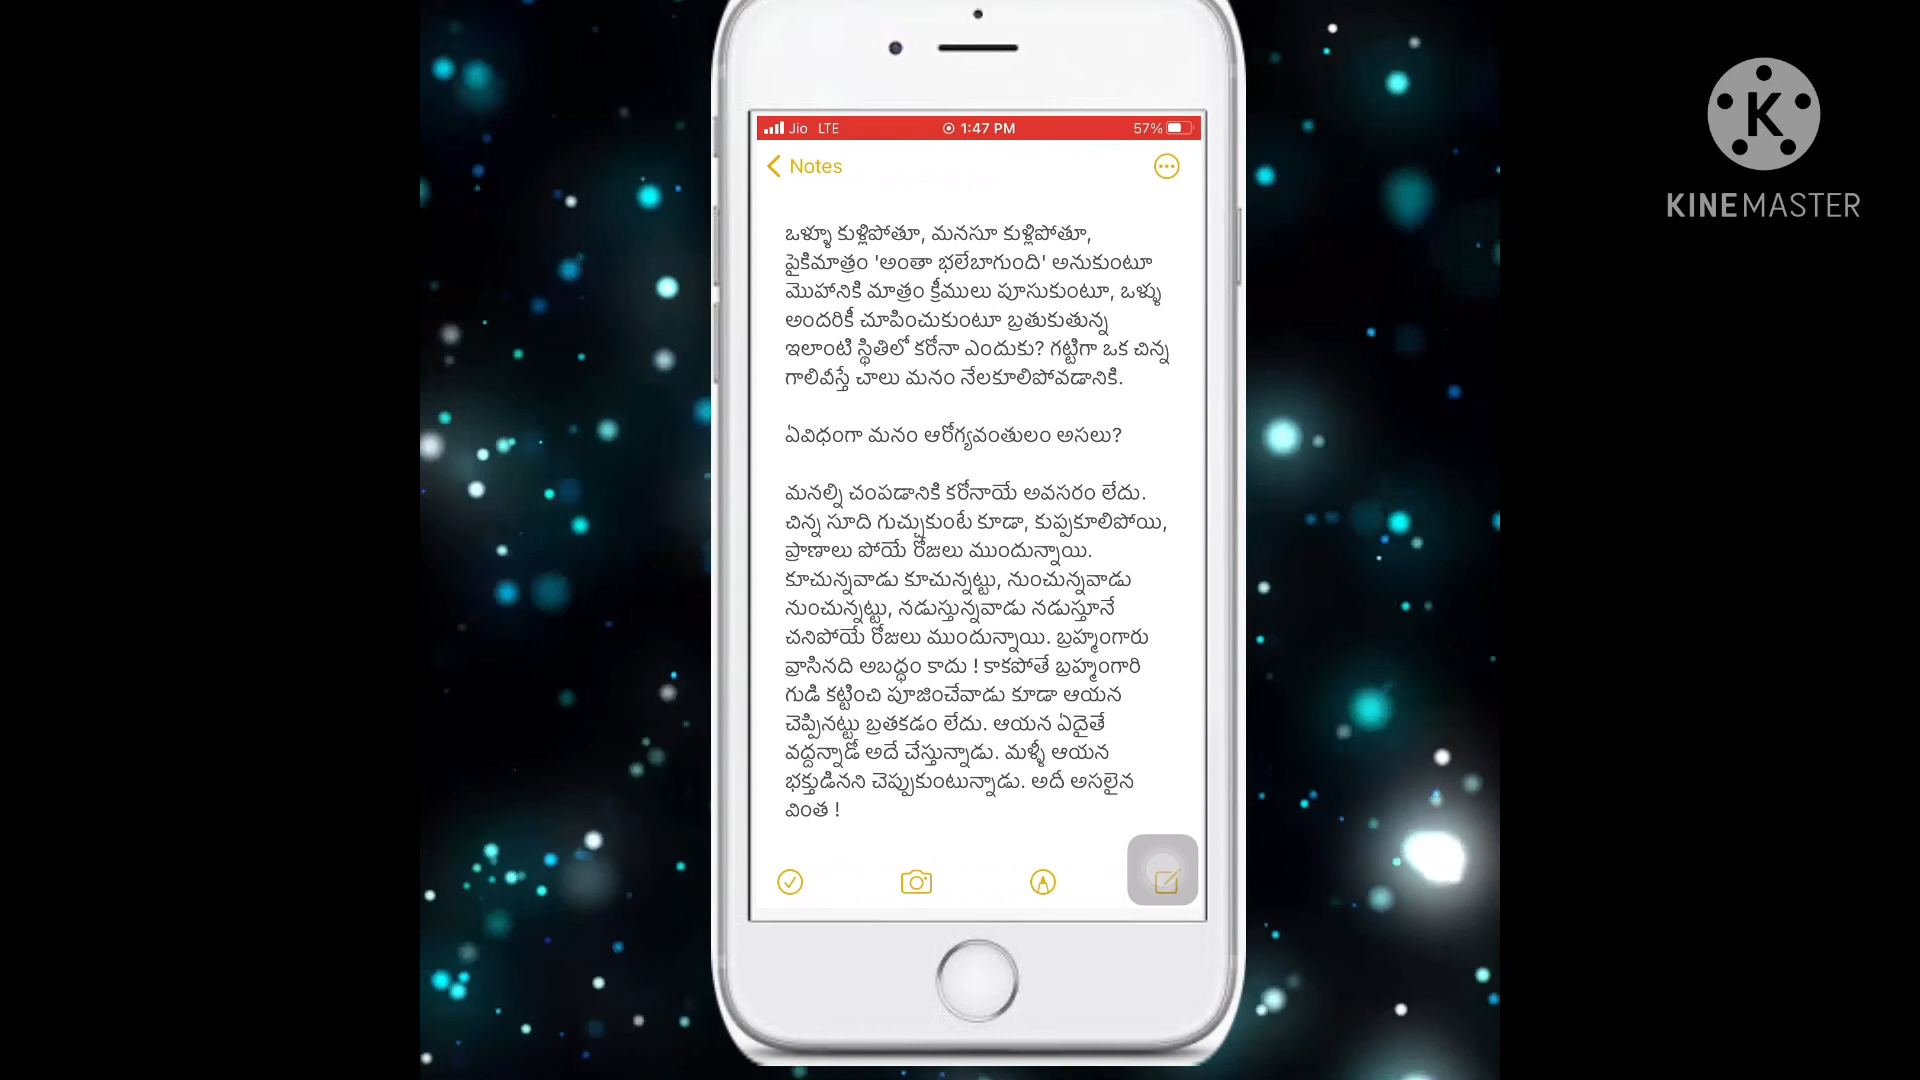 Jio LTE 1:47 PM 57%
Notes
ఒళ్ళూ కుళ్లిపోతూ, మనసూ కుళ్లిపోతూ,
పైకిమాత్రం 'అంతా భలేబాగుంది' అనుకుంటూ
మొహానికి మాత్రం క్రీములు పూసుకుంటూ, ఒళ్ళు
అందరికీ చూపించుకుంటూ బ్రతుకుతున్న
ఇలాంటి స్థితిలో కరోనా ఎందుకు? గట్టిగా ఒక చిన్న
గాలివీస్తే చాలు మనం నేలకూలిపోవడానికి.
ఏవిధంగా మనం ఆరోగ్యవంతులం అసలు?
మనల్ని చంపడానికి కరోనాయే అవసరం లేదు.
చిన్న సూది గుచ్చుకుంటే కూడా, కుప్పకూలిపోయి,
ప్రాణాలు పోయే రోజులు ముందున్నాయి.
కూచున్నవాడు కూచున్నట్టు, నుంచున్నవాడు
నుంచున్నట్టు, నడుస్తున్నవాడు నడుస్తూనే
చనిపోయే రోజులు ముందున్నాయి. బ్రహ్మంగారు
వ్రాసినది అబద్ధం కాదు ! కాకపోతే బ్రహ్మంగారి
గుడి కట్టించి పూజించేవాడు కూడా ఆయన
చెప్పినట్టు బ్రతకడం లేదు. ఆయన ఏదైతే
వద్దన్నాడో అదే చేస్తున్నాడు. మళ్ళీ ఆయన
భక్తుడినని చెప్పుకుంటున్నాడు. అదీ అసలైన
వింత !
K
KINEMASTER